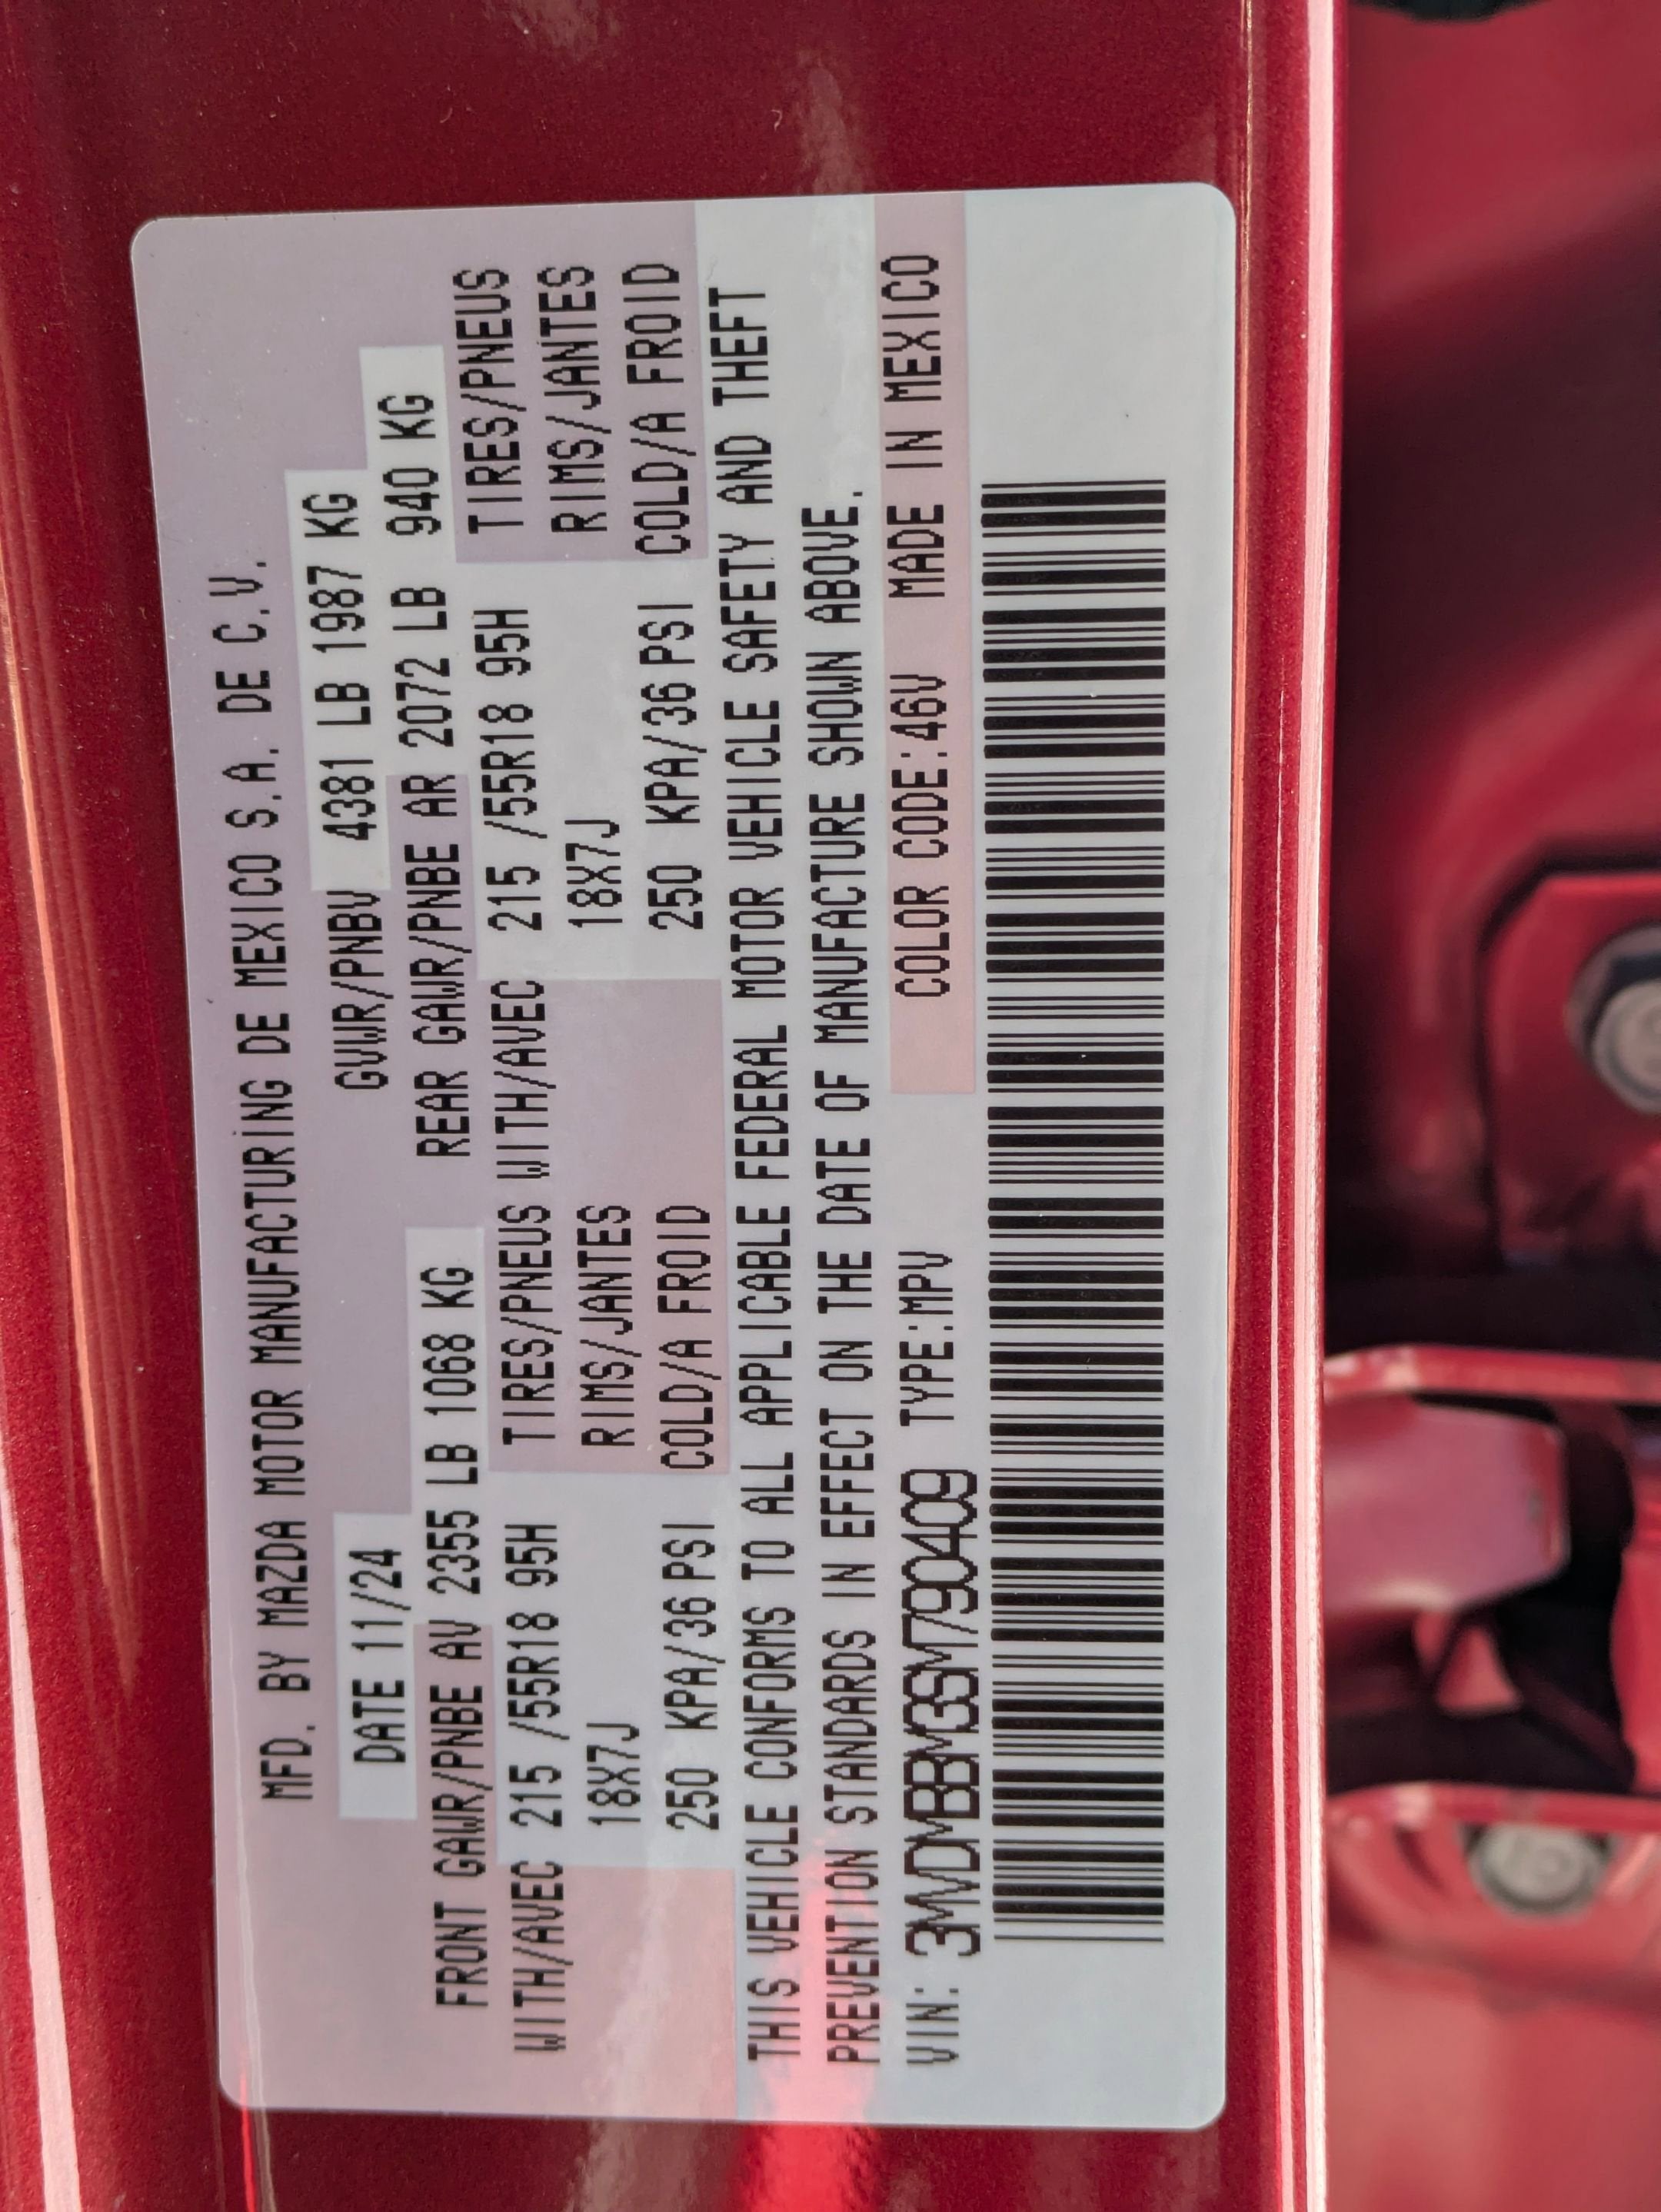 MFD. BY MAZDA MOTOR MANUFACTURING DE MEXICO S.A. DE C.V.
DATE 11/24 GVWR/PNBV 4381 LB 1987 KG
FRONT GAWR/PNBE AV 2355 LB 1068 KG REAR GAWR/PNBE AR 2072 LB 940 KG
WITH/AVEC 215 /55R18 95H TIRES/PNEUS WITH/AVEC 215 /55R18 95H TIRES/PNEUS
18X7J RIMS/JANTES 18X7J RIMS/JANTES
250 KPA/36 PSI COLD/A FROID 250 KPA/36 PSI COLD/A FROID
THIS VEHICLE CONFORMS TO ALL APPLICABLE FEDERAL MOTOR VEHICLE SAFETY AND THEFT
PREVENTION STANDARDS IN EFFECT ON THE DATE OF MANUFACTURE SHOWN ABOVE.
VIN: 3MVDMBBM3SM790409 TYPE:MPV COLOR CODE:46V MADE IN MEXICO